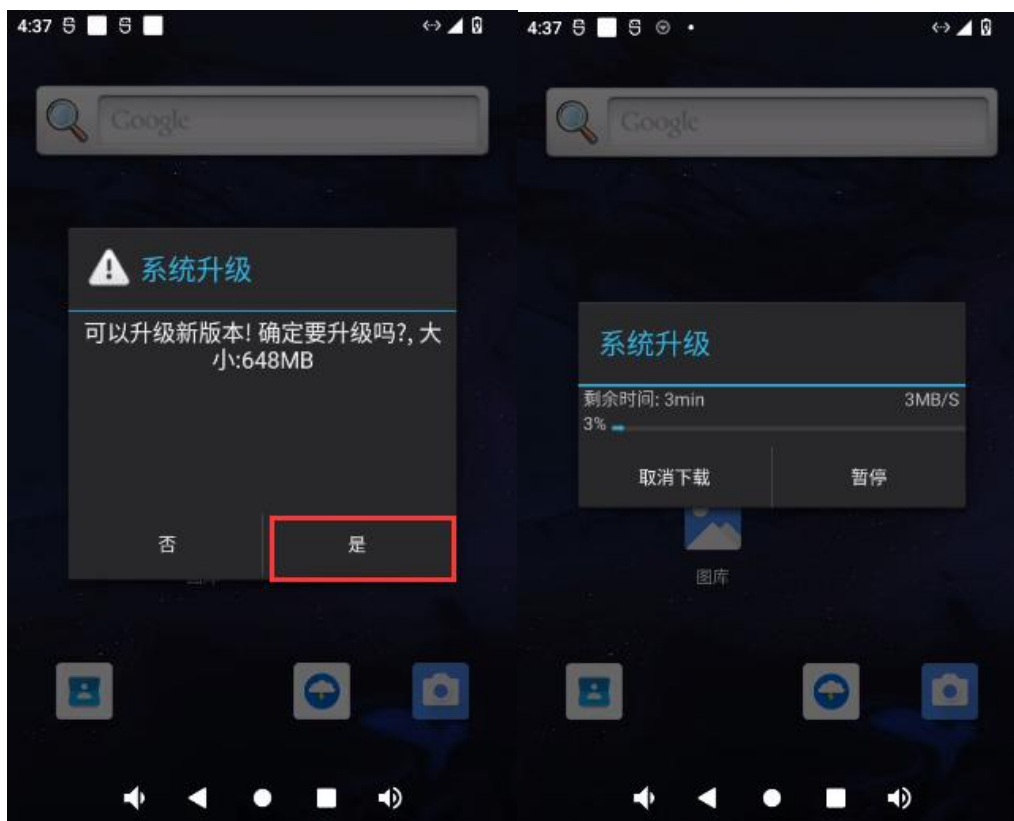 4:37
Google
系统升级
可以升级新版本! 确定要升级吗?, 大
小:648MB
否
是
4:37
Google
系统升级
剩余时间: 3min
3MB/S
3%
取消下载
暂停
图库